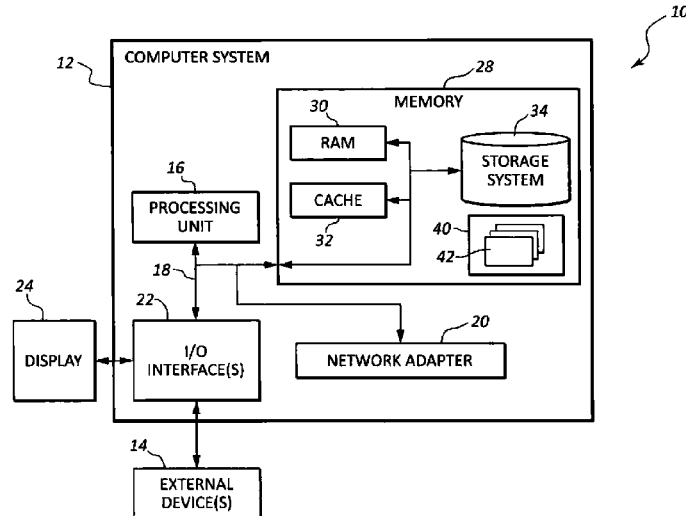 10
12
COMPUTER SYSTEM
28
MEMORY
30
RAM
34
STORAGE
SYSTEM
16
PROCESSING
UNIT
CACHE
32
40
42
18
24
22
20
DISPLAY
I/O
INTERFACE(S)
NETWORK ADAPTER
14
EXTERNAL
DEVICE(S)